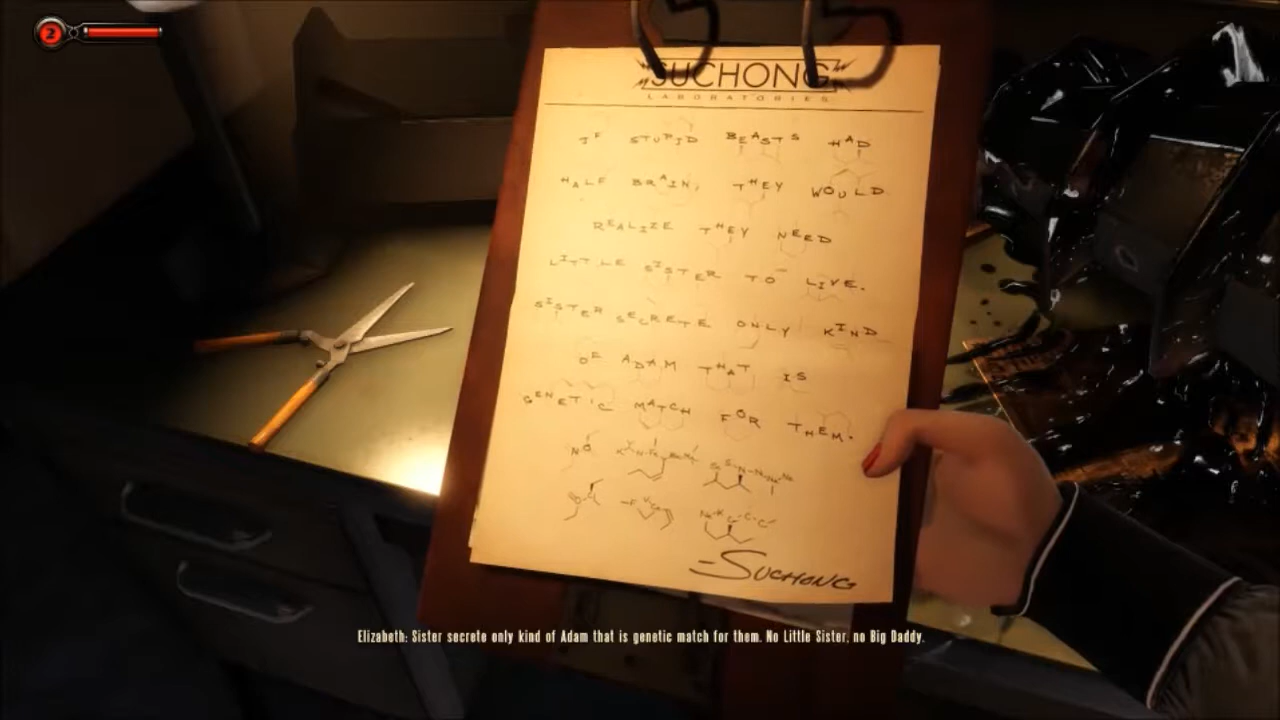 2
SUCHONG
LABORATORIES
IF STUPID BEASTS HAD
HALF BRAIN, THEY WOULD
REALIZE THEY NEED
LITTLE SISTER TO LIVE.
SISTER SECRETE ONLY KIND
OF ADAM THAT IS
GENETIC MATCH FOR THEM.
-SUCHONG
Elizabeth: Sister secrete only kind of Adam that is genetic match for them. No Little Sister, no Big Daddy.